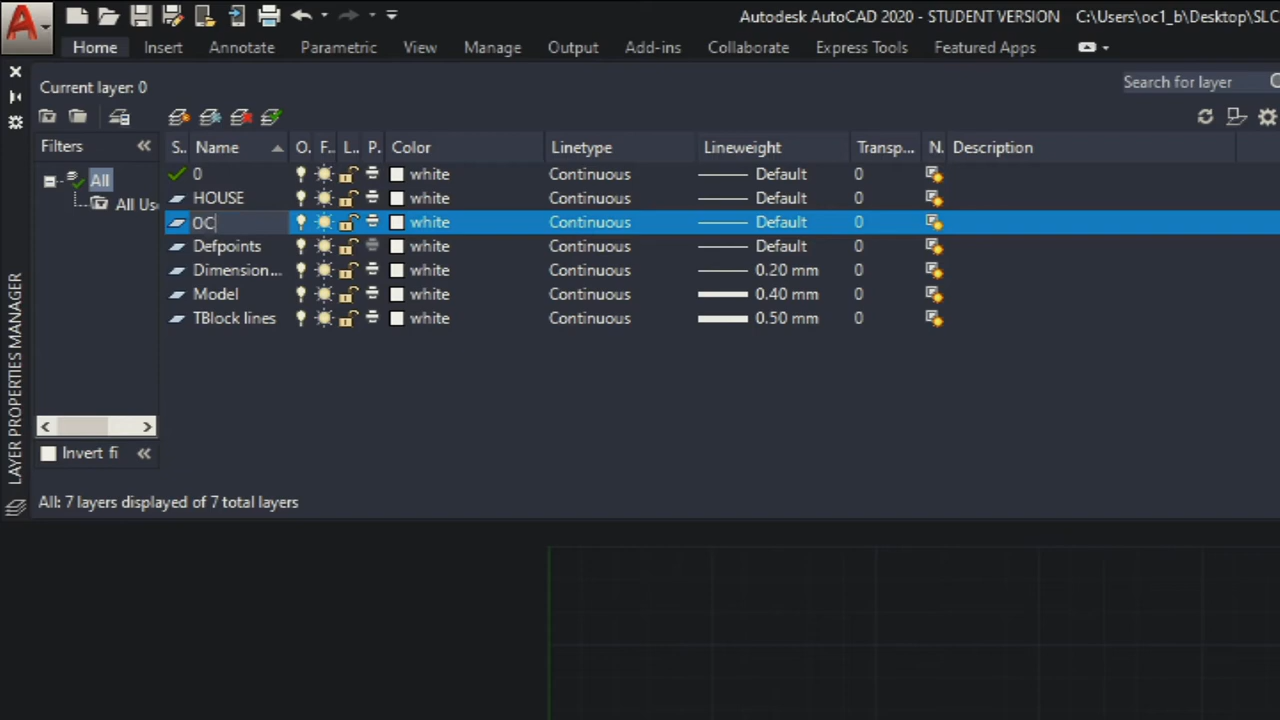 Autodesk AutoCAD 2020 - STUDENT VERSION C:\Users\oc1_b\Desktop\SLC
Home Insert Annotate Parametric View Manage Output Add-ins Collaborate Express Tools Featured Apps
Current layer: 0
Search for layer
Filters
S.. Name O. F.. L.. P. Color Linetype Lineweight Transp... N. Description
All
All Use
0 white Continuous Default 0
HOUSE white Continuous Default 0
OC white Continuous Default 0
Defpoints white Continuous Default 0
Dimension... white Continuous 0.20 mm 0
Model white Continuous 0.40 mm 0
TBlock lines white Continuous 0.50 mm 0
Invert fi
All: 7 layers displayed of 7 total layers
LAYER PROPERTIES MANAGER